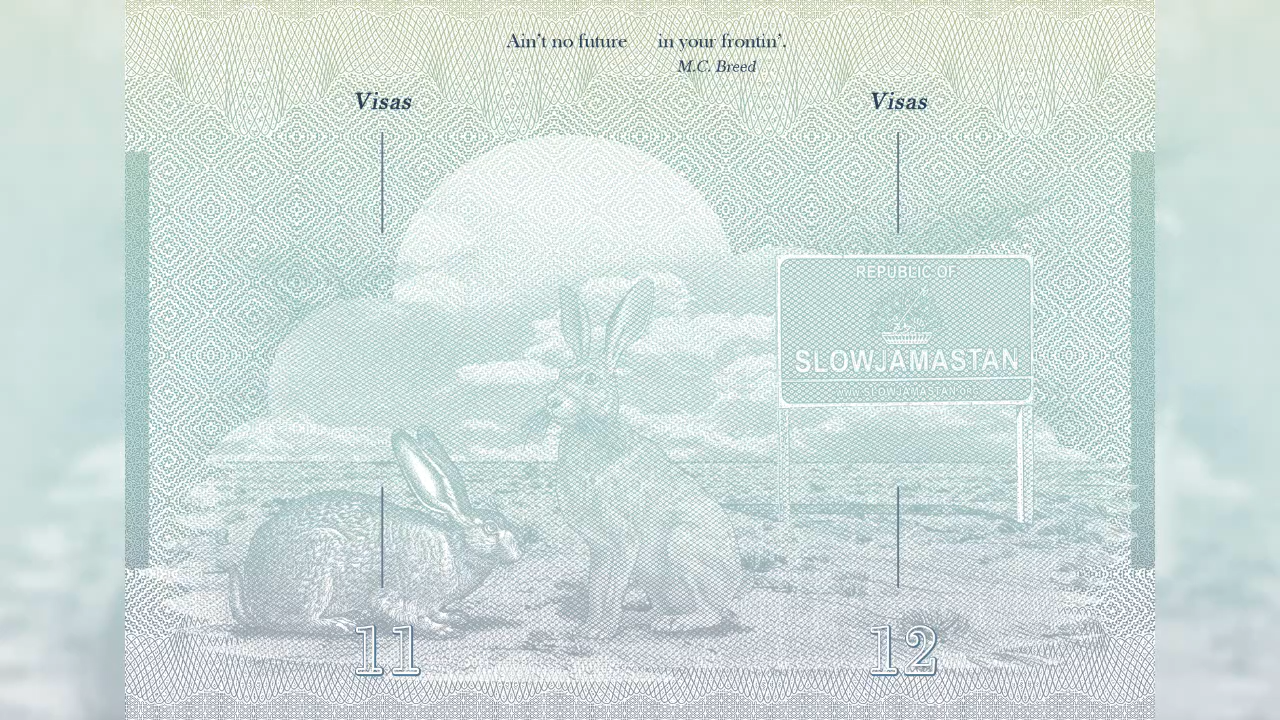 Ain't no future in your frontin'.
M.C. Breed
Visas Visas
REPUBLIC OF
SLOWJAMASTAN
11 12